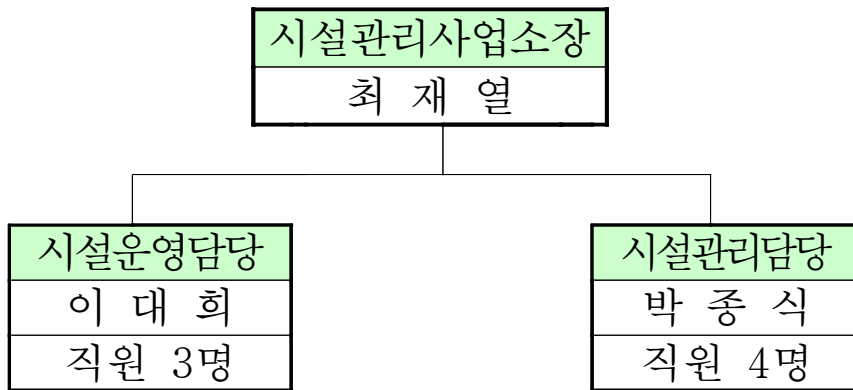 시설관리사업소장
최 재 열
시설운영담당
이 대 희
직원 3명
시설관리담당
박 종 식
직원 4명